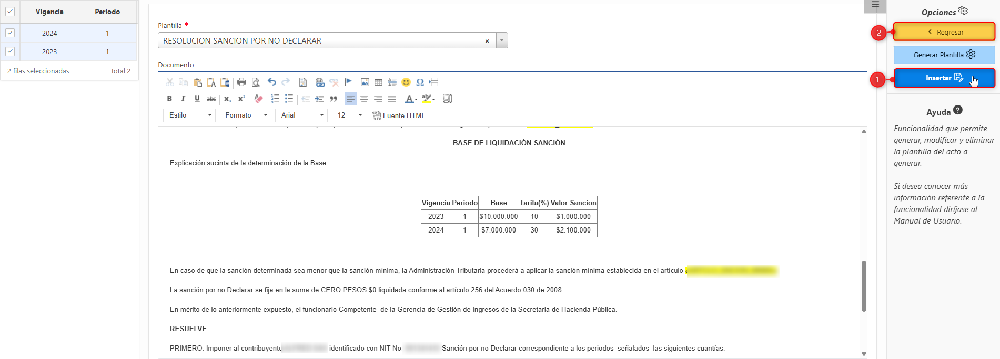 Vigencia Período
2024 1
2023 1
2 filas seleccionadas Total 2
Plantilla *
RESOLUCION SANCION POR NO DECLARAR
Documento
Estilo Formato Arial 12 Fuente HTML
BASE DE LIQUIDACIÓN SANCIÓN
Explicación sucinta de la determinación de la Base
Vigencia Periodo Base Tarifa(%) Valor Sancion
2023 1 $10.000.000 10 $1.000.000
2024 1 $7.000.000 30 $2.100.000
En caso de que la sanción determinada sea menor que la sanción mínima, la Administración Tributaria procederá a aplicar la sanción mínima establecida en el artículo
La sanción por no Declarar se fija en la suma de CERO PESOS $0 liquidada conforme al artículo 256 del Acuerdo 030 de 2008.
En mérito de lo anteriormente expuesto, el funcionario Competente de la Gerencia de Gestión de Ingresos de la Secretaria de Hacienda Pública.
RESUELVE
PRIMERO: Imponer al contribuyente identificado con NIT No. Sanción por no Declarar correspondiente a los periodos señalados las siguientes cuantías:
Opciones
2 Regresar
Generar Plantilla
1 Insertar
Ayuda
Funcionalidad que permite
generar, modificar y eliminar
la plantilla del acto a
generar.
Si desea conocer más
información referente a la
funcionalidad diríjase al
Manual de Usuario.